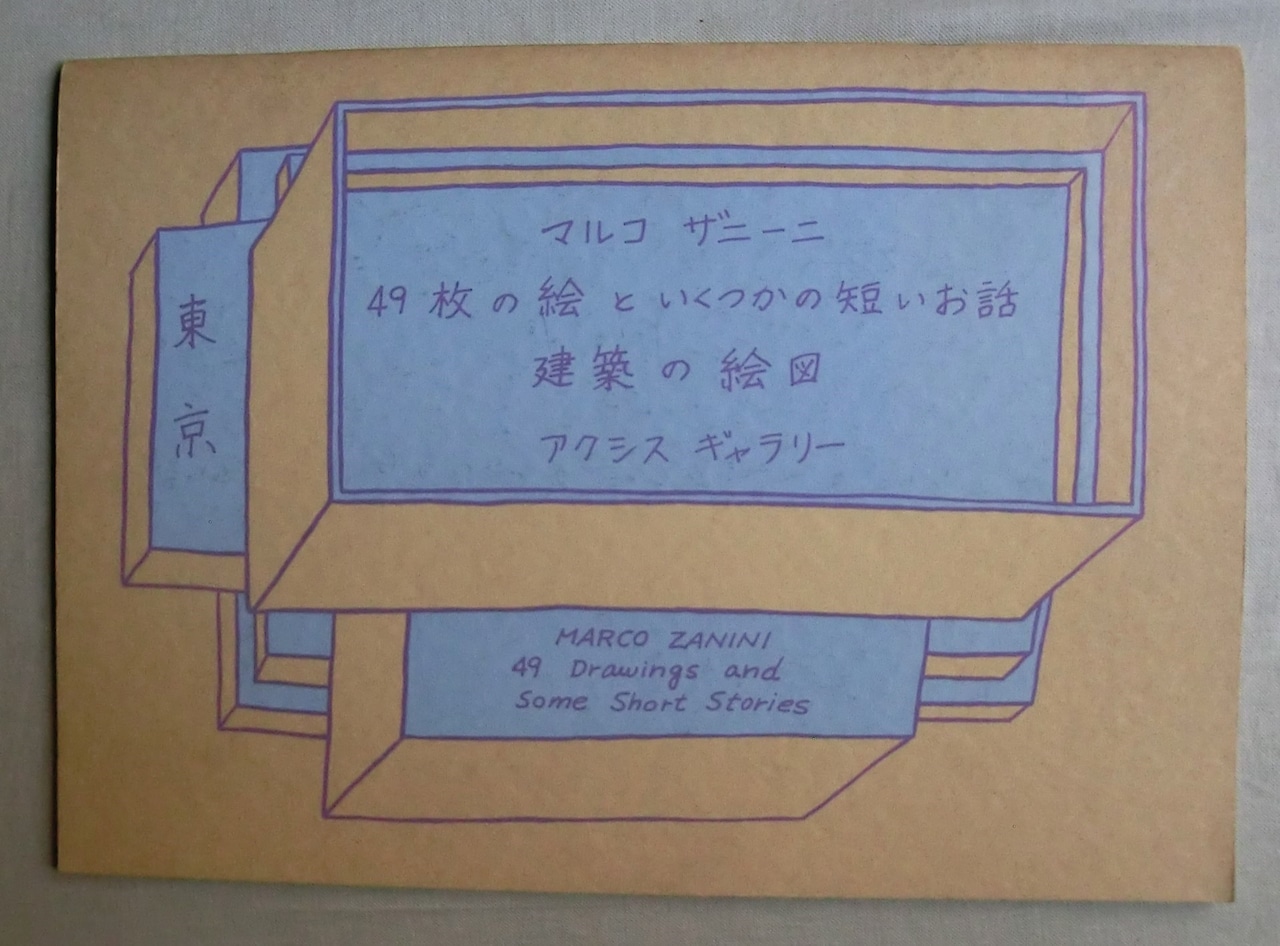 マルコ ザニーニ
49 枚の絵といくつかの短いお話
建築の絵図
アクシス ギャラリー
東京
MARCO ZANINI
49 Drawings and
Some Short Stories